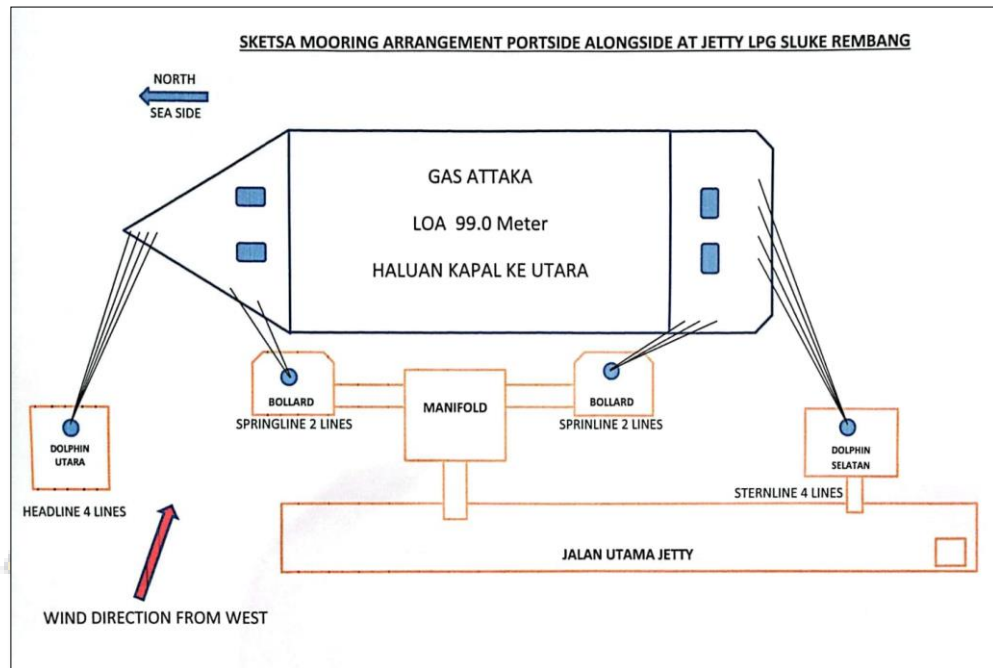 SKETSA MOORING ARRANGEMENT PORTSIDE ALONGSIDE AT JETTY LPG SLUKE REMBANG
NORTH
SEA SIDE
GAS ATTAKA
LOA 99.0 Meter
HALUAN KAPAL KE UTARA
BOLLARD
MANIFOLD
BOLLARD
SPRINGLINE 2 LINES
SPRINLINE 2 LINES
DOLPHIN
UTARA
DOLPHIN
SELATAN
HEADLINE 4 LINES
STERNLINE 4 LINES
JALAN UTAMA JETTY
WIND DIRECTION FROM WEST